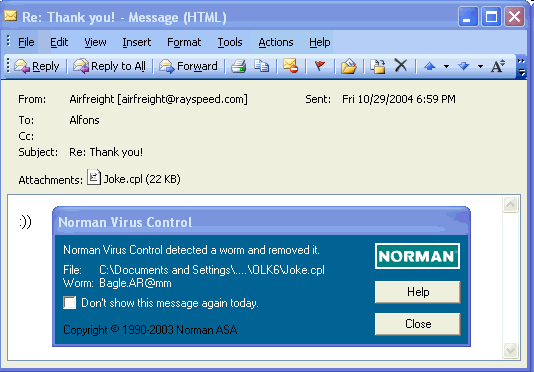 Re: Thank you! - Message (HTML)
File Edit View Insert Format Tools Actions Help
Reply Reply to All Forward A
From: Airfreight [airfreight@rayspeed.com] Sent: Fri 10/29/2004 6:59 PM
To: Alfons
Cc:
Subject: Re: Thank you!
Attachments: Joke.cpl (22 KB)
:))
Norman Virus Control
Norman Virus Control detected a worm and removed it.
NORMAN
File: C:\Documents and Settings\....\OLK6\Joke.cpl
Worm: Bagle.AR@mm
Help
Don't show this message again today.
Close
Copyright © 1990-2003 Norman ASA